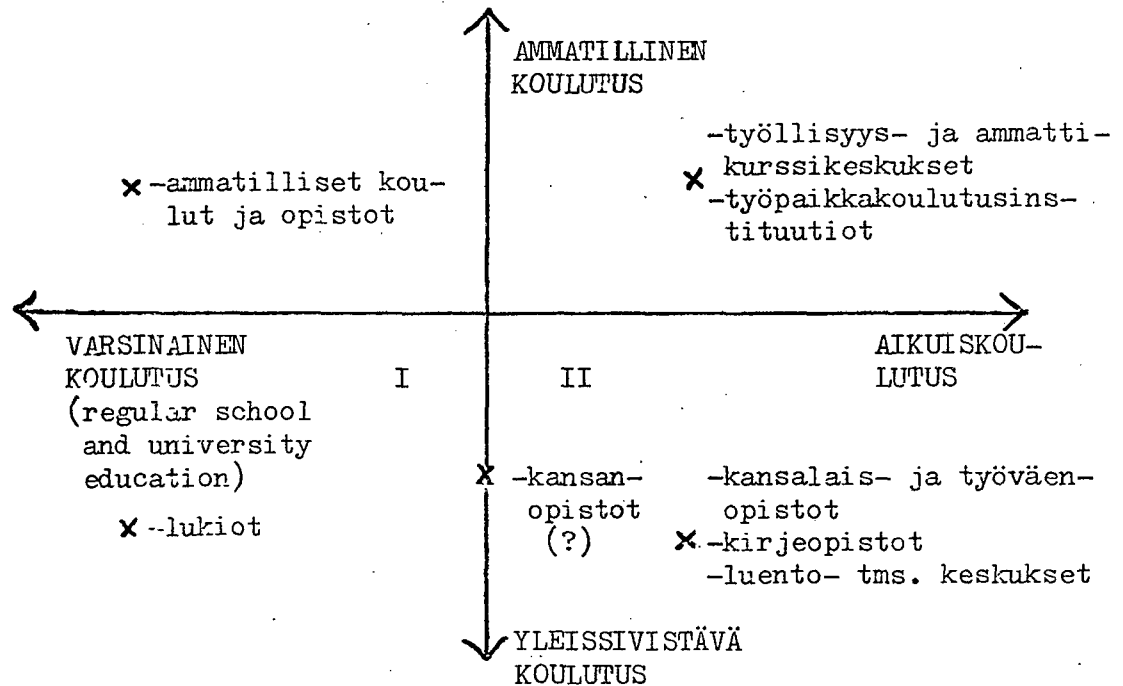 AMMATILLINEN
KOULUTUS
-ammatilliset kou-
lut ja opistot
-työllisyys- ja ammatti-
kurssikeskukset
-työpaikkakoulutusins-
tituutiot
VARSINAINEN
KOULUTUS
(regular school
and university
education)
I
II
AIKUISKOU-
LUTUS
--lukiot
-kansan-
opistot
(?)
-kansalais- ja työväen-
opistot
-kirjeopistot
-luento- tms. keskukset
YLEISSIVISTÄVÄ
KOULUTUS